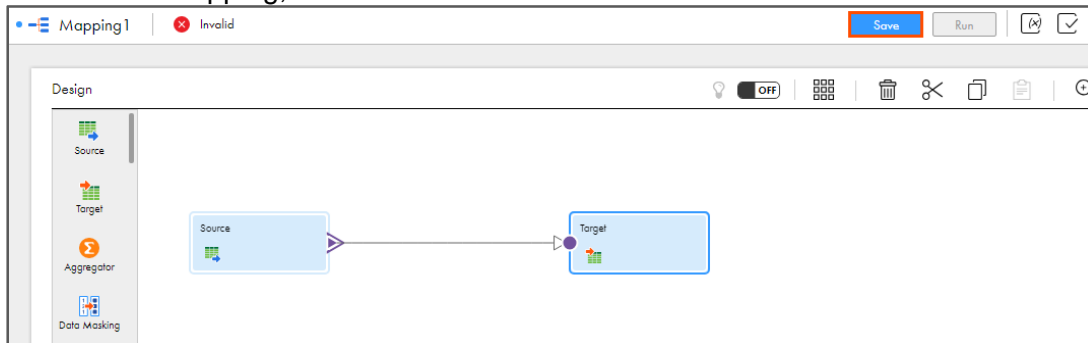 Mapping1
Invalid
Save
Run
(x)
Design
OFF
Source
Target
Aggregator
Data Masking
Source
Target